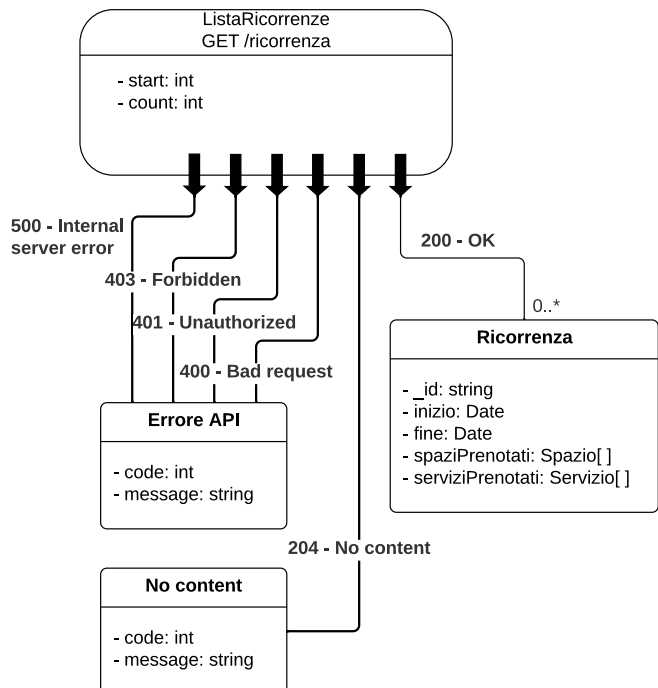 ListaRicorrenze
GET /ricorrenza
- start: int
- count: int
500 - Internal
server error
200 - OK
403 - Forbidden
0..*
401 - Unauthorized
Ricorrenza
400 - Bad request
- _id: string
- inizio: Date
- fine: Date
- spaziPrenotati: Spazio[ ]
- serviziPrenotati: Servizio[ ]
Errore API
- code: int
- message: string
204 - No content
No content
- code: int
- message: string